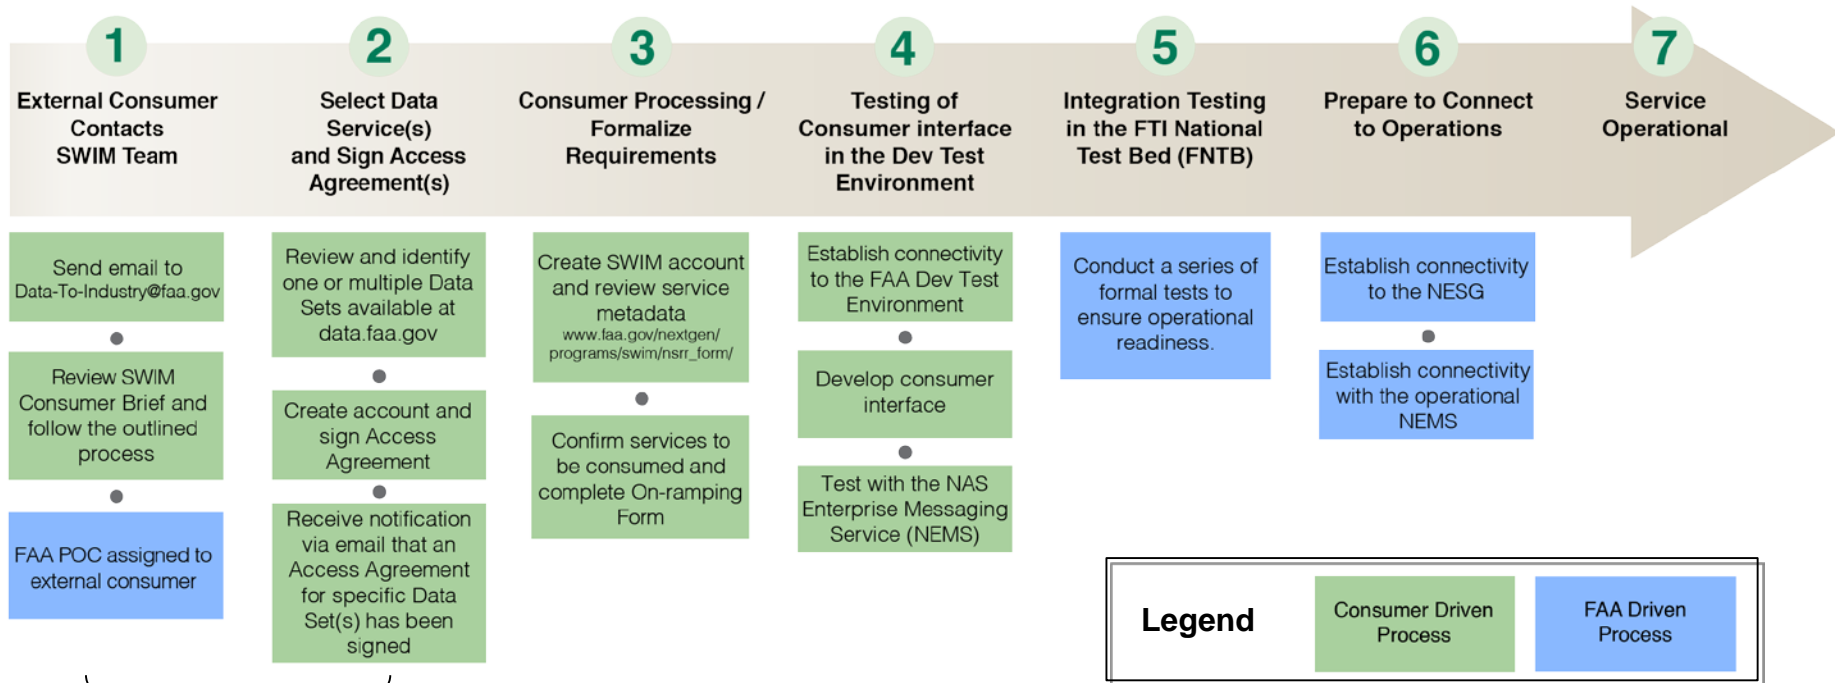 1
External Consumer
Contacts
SWIM Team
2
Select Data
Service(s)
and Sign Access
Agreement(s)
3
Consumer Processing /
Formalize
Requirements
4
Testing of
Consumer interface
in the Dev Test
Environment
5
Integration Testing
in the FTI National
Test Bed (FNTB)
6
Prepare to Connect
to Operations
7
Service
Operational
Send email to
Data-To-Industry@faa.gov
Review SWIM
Consumer Brief and
follow the outlined
process
FAA POC assigned to
external consumer
Review and identify
one or multiple Data
Sets available at
data.faa.gov
Create account and
sign Access
Agreement
Receive notification
via email that an
Access Agreement
for specific Data
Set(s) has been
signed
Create SWIM account
and review service
metadata
www.faa.gov/nextgen/
programs/swim/nsrr_form/
Confirm services to
be consumed and
complete On-ramping
Form
Establish connectivity
to the FAA Dev Test
Environment
Develop consumer
interface
Test with the NAS
Enterprise Messaging
Service (NEMS)
Conduct a series of
formal tests to
ensure operational
readiness.
Establish connectivity
to the NESG
Establish connectivity
with the operational
NEMS
Legend
Consumer Driven
Process
FAA Driven
Process